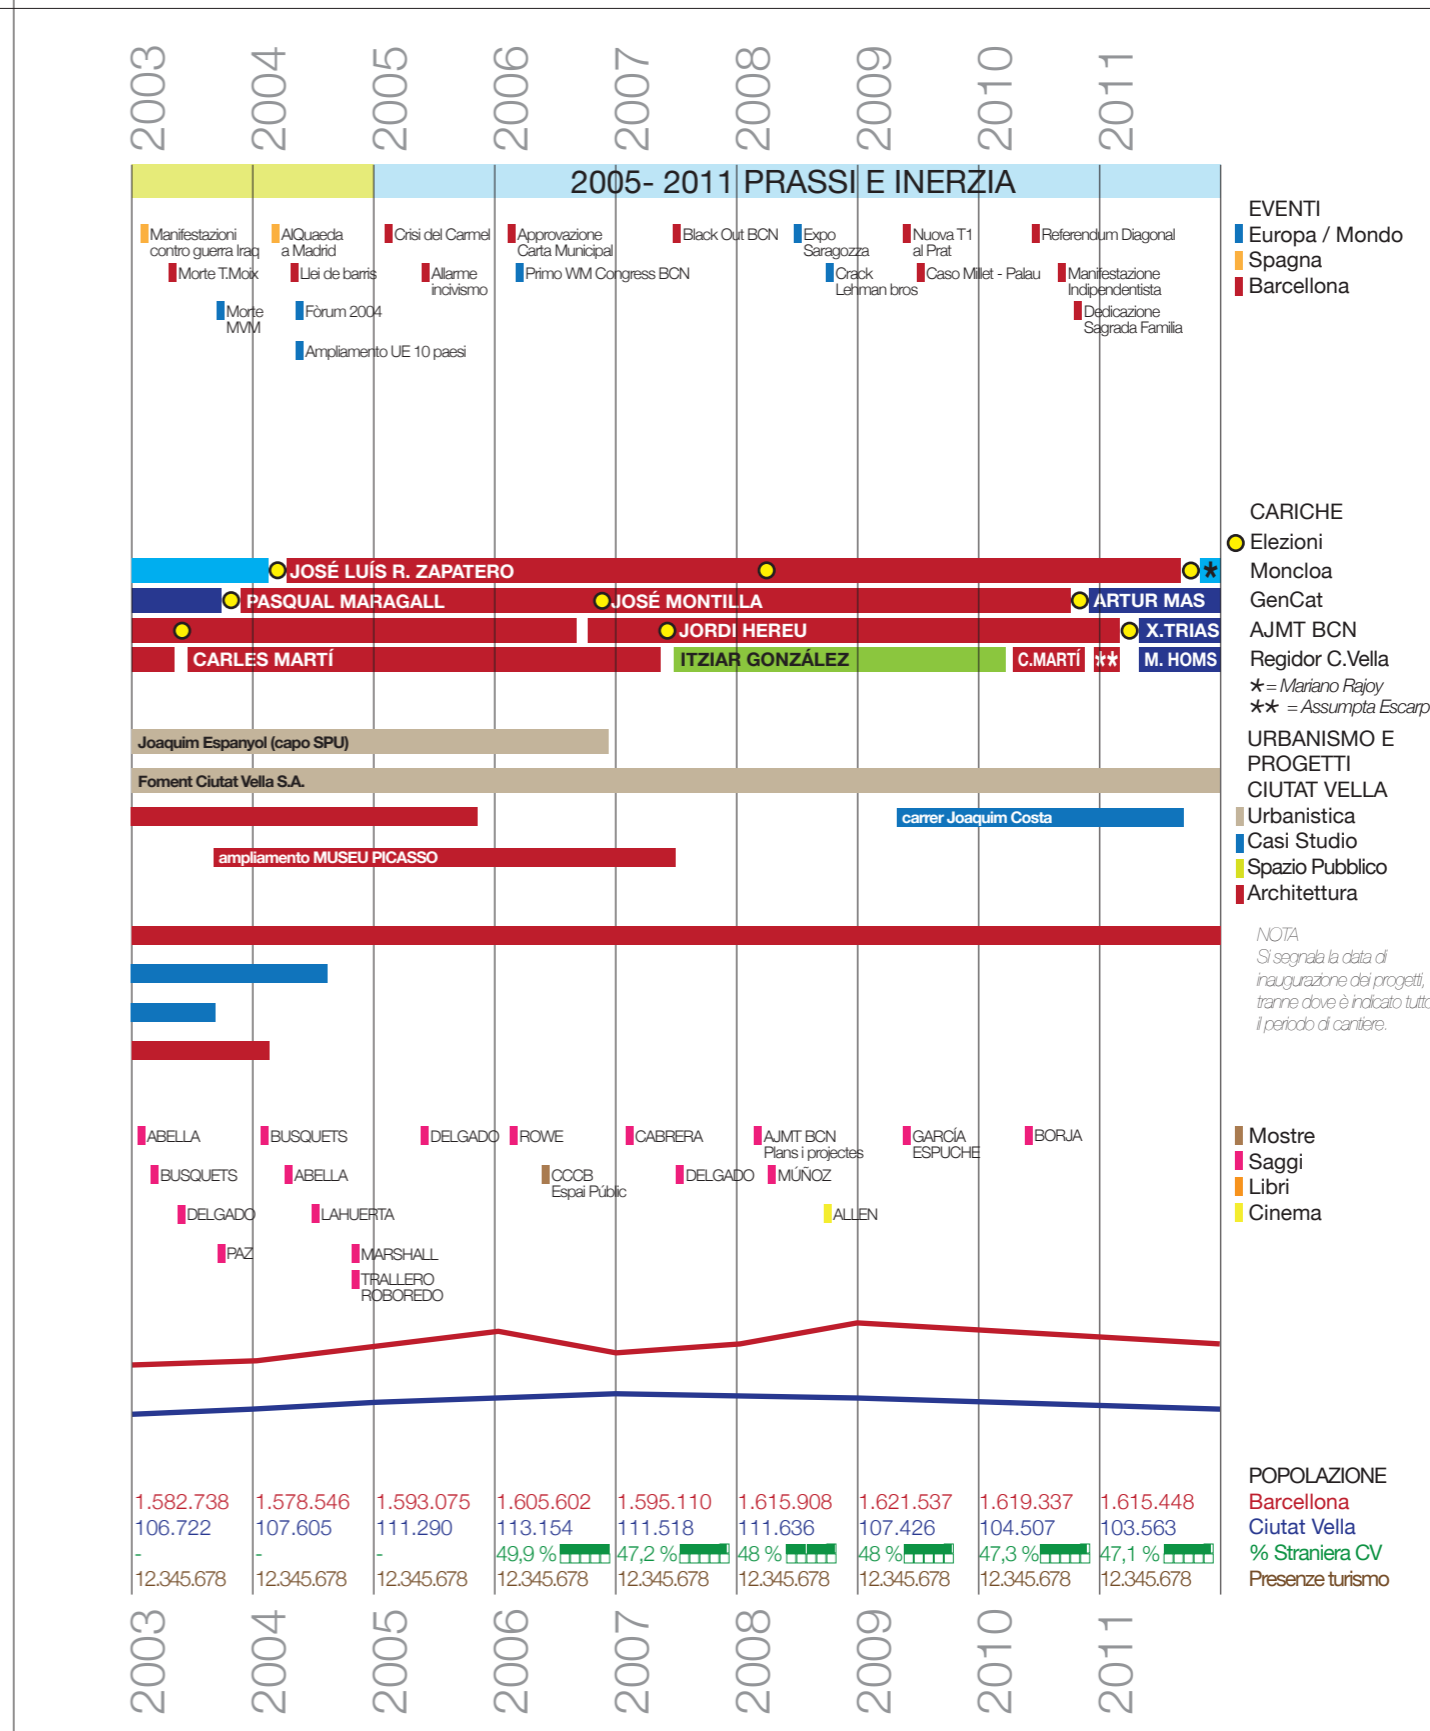 2003 2004 2005 2006 2007 2008 2009 2010 2011
2005- 2011 PRASSI E INERZIA
EVENTI
Europa / Mondo
Spagna
Barcellona
Manifestazioni
contro guerra Iraq
Morte T.Moix
Morte
MVM
AlQuaeda
a Madrid
Llei de barris
Fòrum 2004
Ampliamento UE 10 paesi
Crisi del Carmel
Allarme
incivismo
Approvazione
Carta Municipal
Primo WM Congress BCN
Black Out BCN
Expo
Saragozza
Crack
Lehman bros
Nuova T1
al Prat
Caso Millet - Palau
Referendum Diagonal
Manifestazione
Indipendentista
Dedicazione
Sagrada Familia
CARICHE
Elezioni
JOSÉ LUÍS R. ZAPATERO * Moncloa
PASQUAL MARAGALL JOSÉ MONTILLA ARTUR MAS GenCat
JORDI HEREU X.TRIAS AJMT BCN
CARLES MARTÍ ITZIAR GONZÁLEZ C.MARTÍ ** M. HOMS Regidor C.Vella
* = Mariano Rajoy
** = Assumpta Escarp
URBANISMO E
PROGETTI
CIUTAT VELLA
Urbanistica
Casi Studio
Spazio Pubblico
Architettura
Joaquim Espanyol (capo SPU)
Foment Ciutat Vella S.A.
carrer Joaquim Costa
ampliamento MUSEU PICASSO
NOTA
Si segnala la data di
inaugurazione dei progetti,
tranne dove è indicato tutto
il periodo di cantiere.
ABELLA
BUSQUETS
DELGADO
PAZ
BUSQUETS
ABELLA
LAHUERTA
MARSHALL
TRALLERO
ROBOREDO
DELGADO
ROWE
CCCB
Espai Públic
CABRERA
DELGADO
AJMT BCN
Plans i projectes
MÚÑOZ
ALLEN
GARCÍA
ESPUCHE
BORJA
Mostre
Saggi
Libri
Cinema
POPOLAZIONE
1.582.738 1.578.546 1.593.075 1.605.602 1.595.110 1.615.908 1.621.537 1.619.337 1.615.448 Barcellona
106.722 107.605 111.290 113.154 111.518 111.636 107.426 104.507 103.563 Ciutat Vella
- - - 49,9 % 47,2 % 48 % 48 % 47,3 % 47,1 % % Straniera CV
12.345.678 12.345.678 12.345.678 12.345.678 12.345.678 12.345.678 12.345.678 12.345.678 12.345.678 Presenze turismo
2003 2004 2005 2006 2007 2008 2009 2010 2011